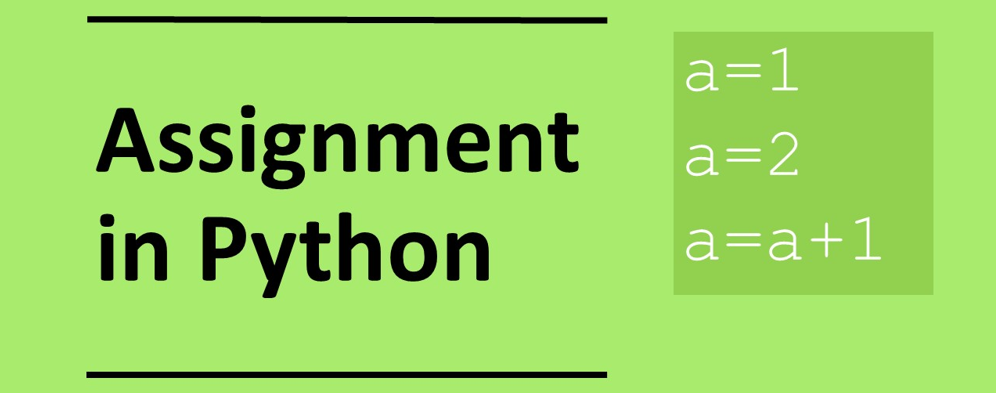 Assignment
in Python
a=1
a=2
a=a+1